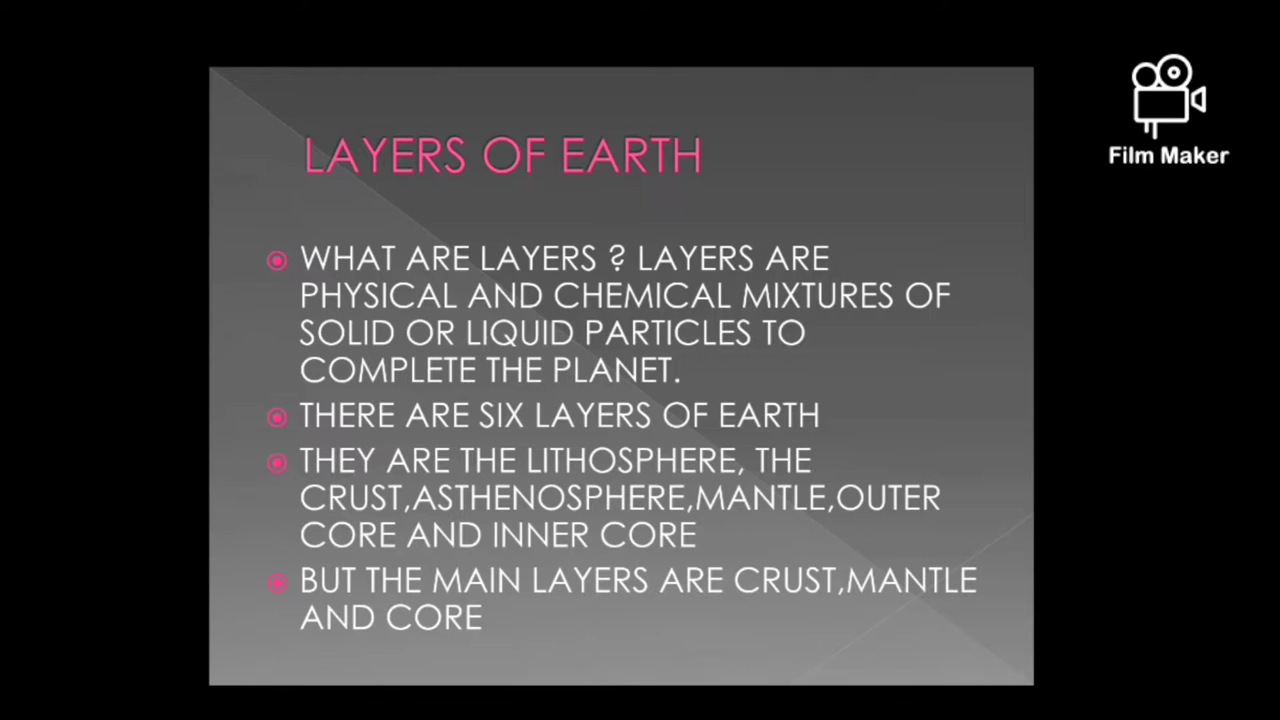 LAYERS OF EARTH
WHAT ARE LAYERS ? LAYERS ARE
PHYSICAL AND CHEMICAL MIXTURES OF
SOLID OR LIQUID PARTICLES TO
COMPLETE THE PLANET.
THERE ARE SIX LAYERS OF EARTH
THEY ARE THE LITHOSPHERE, THE
CRUST,ASTHENOSPHERE,MANTLE,OUTER
CORE AND INNER CORE
BUT THE MAIN LAYERS ARE CRUST,MANTLE
AND CORE
Film Maker